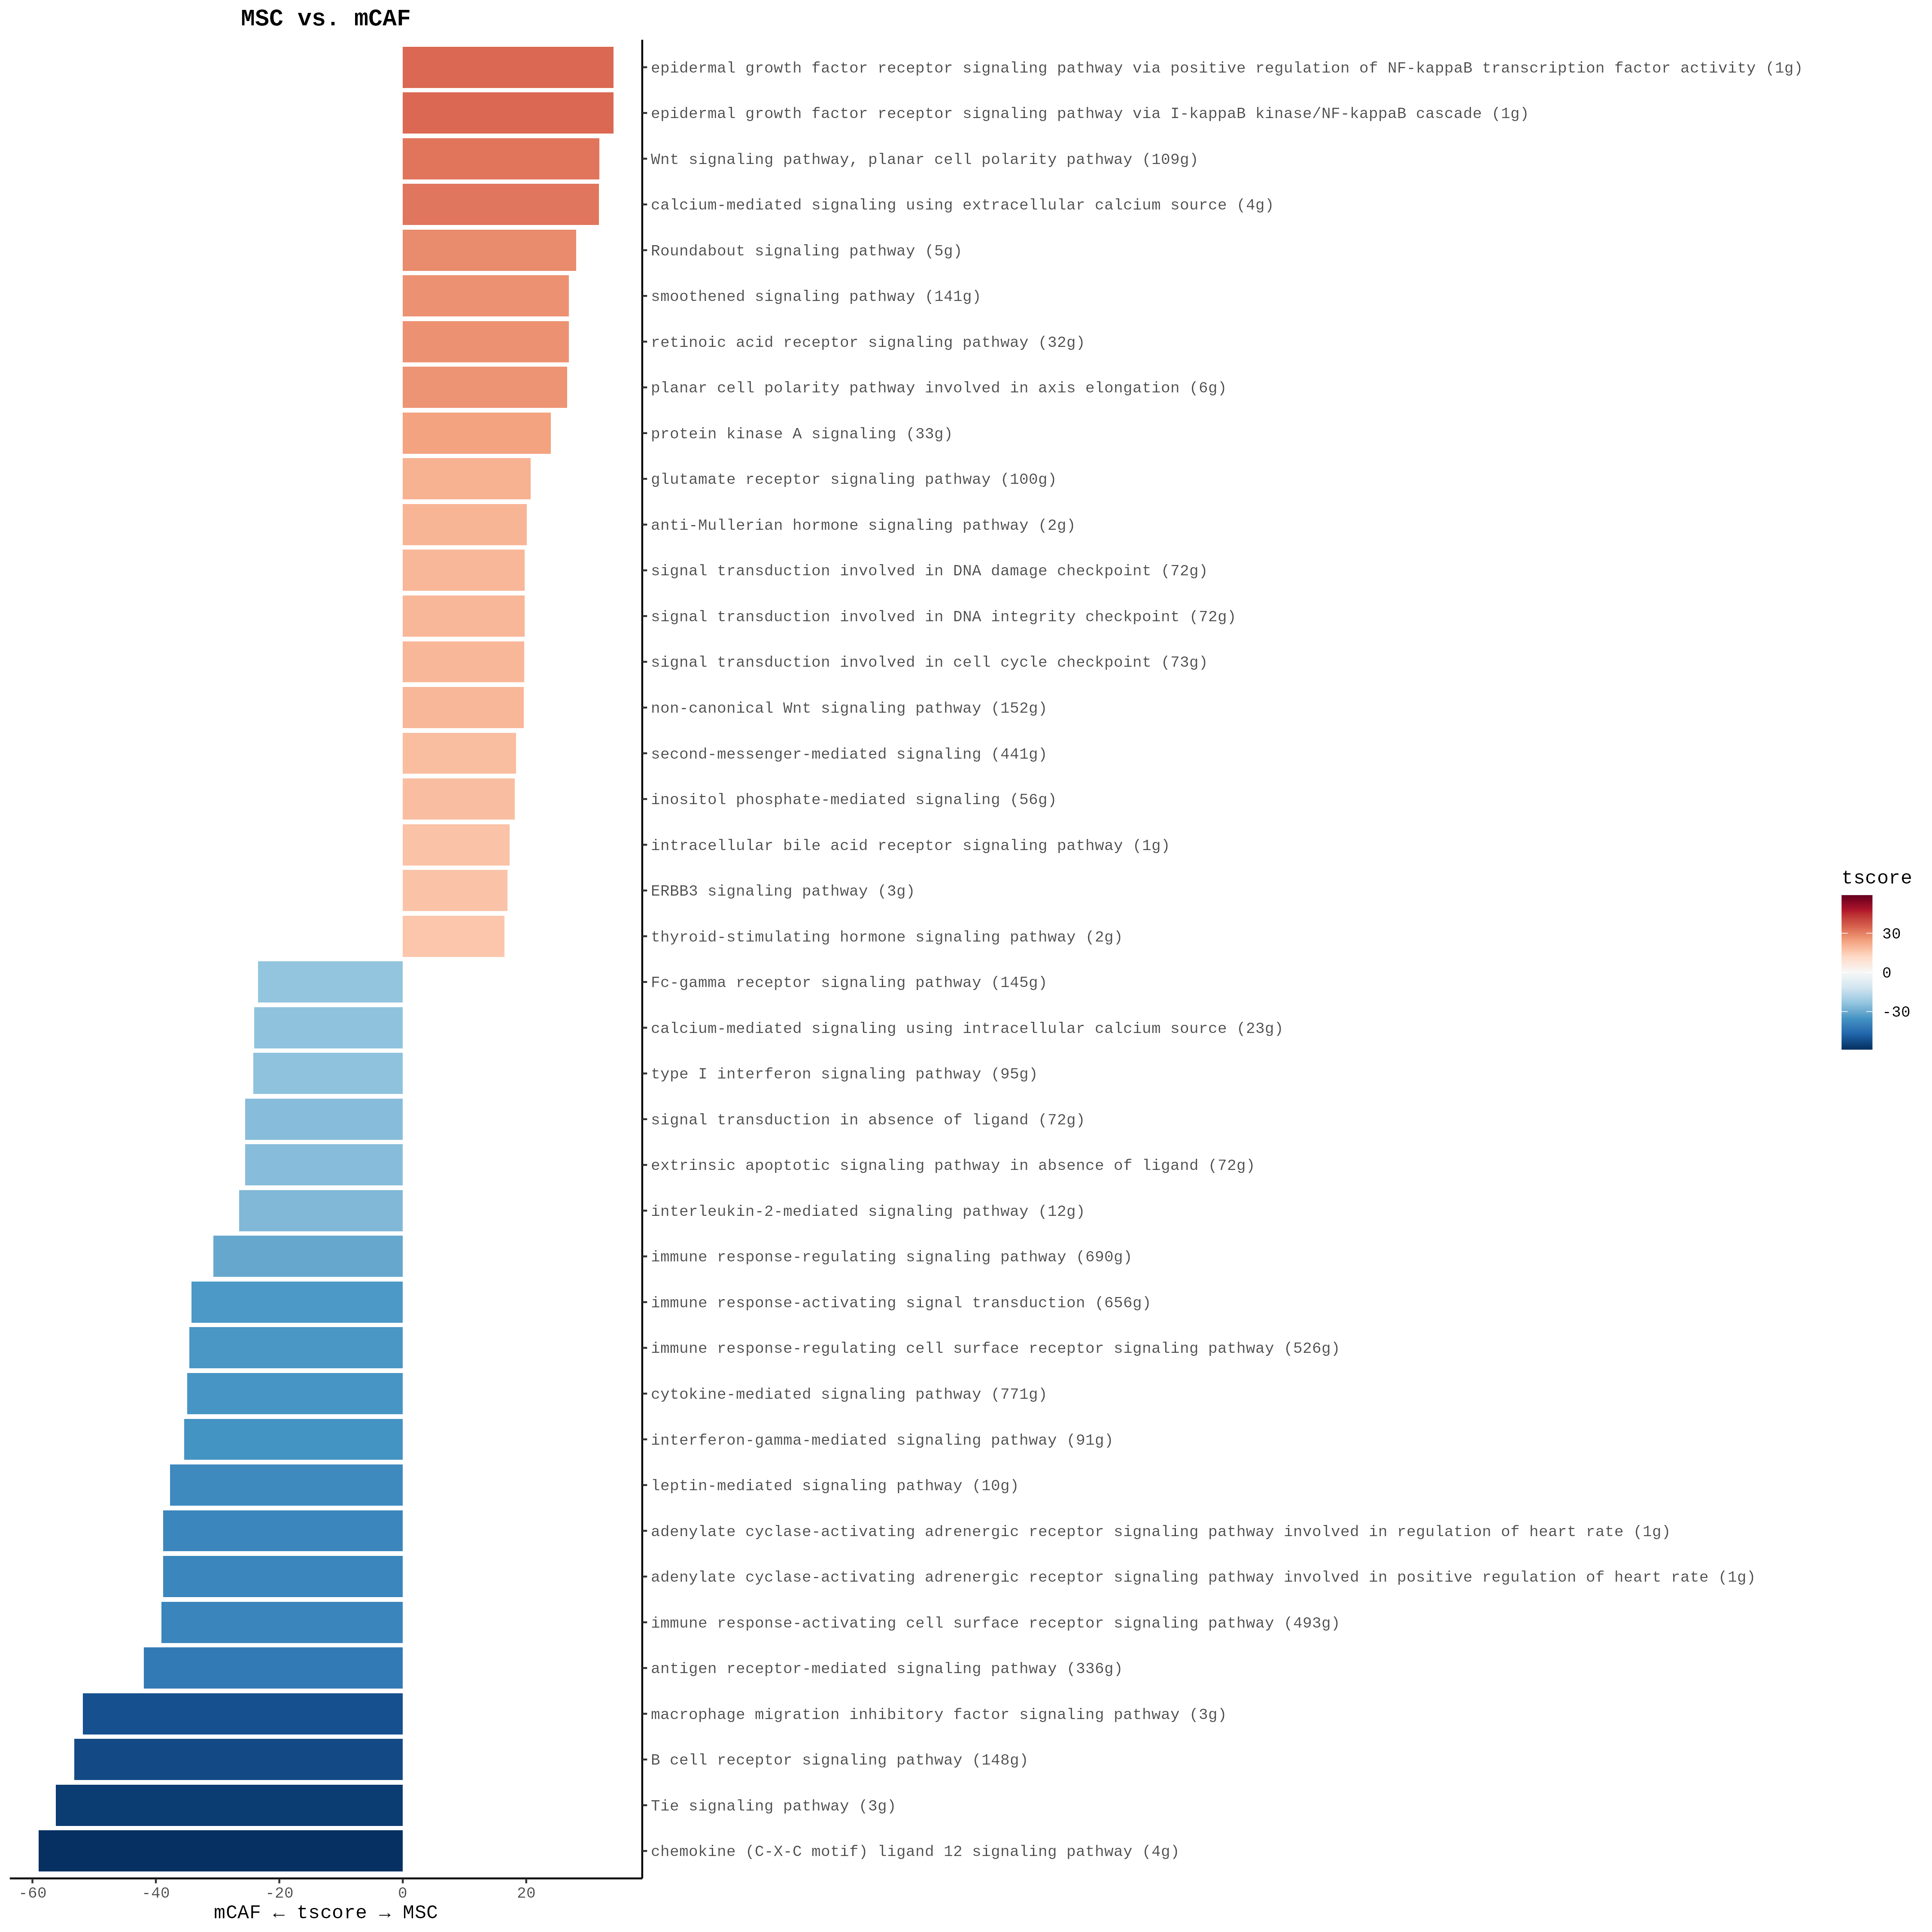 MSC vs. mCAF
epidermal growth factor receptor signaling pathway via positive regulation of NF-kappaB transcription factor activity (1g)
epidermal growth factor receptor signaling pathway via I-kappaB kinase/NF-kappaB cascade (1g)
Wnt signaling pathway, planar cell polarity pathway (109g)
calcium-mediated signaling using extracellular calcium source (4g)
Roundabout signaling pathway (5g)
smoothened signaling pathway (141g)
retinoic acid receptor signaling pathway (32g)
planar cell polarity pathway involved in axis elongation (6g)
protein kinase A signaling (33g)
glutamate receptor signaling pathway (100g)
anti-Mullerian hormone signaling pathway (2g)
signal transduction involved in DNA damage checkpoint (72g)
signal transduction involved in DNA integrity checkpoint (72g)
signal transduction involved in cell cycle checkpoint (73g)
non-canonical Wnt signaling pathway (152g)
second-messenger-mediated signaling (441g)
inositol phosphate-mediated signaling (56g)
intracellular bile acid receptor signaling pathway (1g)
ERBB3 signaling pathway (3g)
thyroid-stimulating hormone signaling pathway (2g)
Fc-gamma receptor signaling pathway (145g)
calcium-mediated signaling using intracellular calcium source (23g)
type I interferon signaling pathway (95g)
signal transduction in absence of ligand (72g)
extrinsic apoptotic signaling pathway in absence of ligand (72g)
interleukin-2-mediated signaling pathway (12g)
immune response-regulating signaling pathway (690g)
immune response-activating signal transduction (656g)
immune response-regulating cell surface receptor signaling pathway (526g)
cytokine-mediated signaling pathway (771g)
interferon-gamma-mediated signaling pathway (91g)
leptin-mediated signaling pathway (10g)
adenylate cyclase-activating adrenergic receptor signaling pathway involved in regulation of heart rate (1g)
adenylate cyclase-activating adrenergic receptor signaling pathway involved in positive regulation of heart rate (1g)
immune response-activating cell surface receptor signaling pathway (493g)
antigen receptor-mediated signaling pathway (336g)
macrophage migration inhibitory factor signaling pathway (3g)
B cell receptor signaling pathway (148g)
Tie signaling pathway (3g)
chemokine (C-X-C motif) ligand 12 signaling pathway (4g)
-60 -40 -20 0 20
mCAF ← tscore → MSC
tscore
30
0
-30